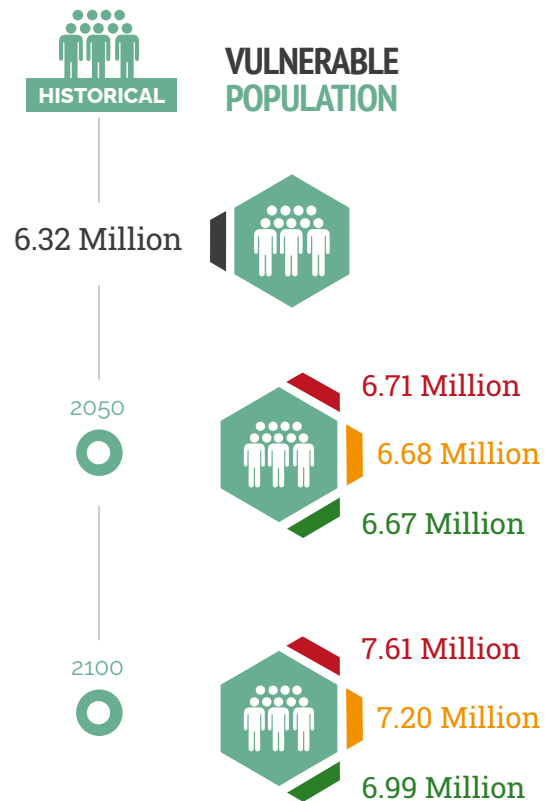 HISTORICAL
VULNERABLE
POPULATION
6.32 Million
2050
6.71 Million
6.68 Million
6.67 Million
2100
7.61 Million
7.20 Million
6.99 Million